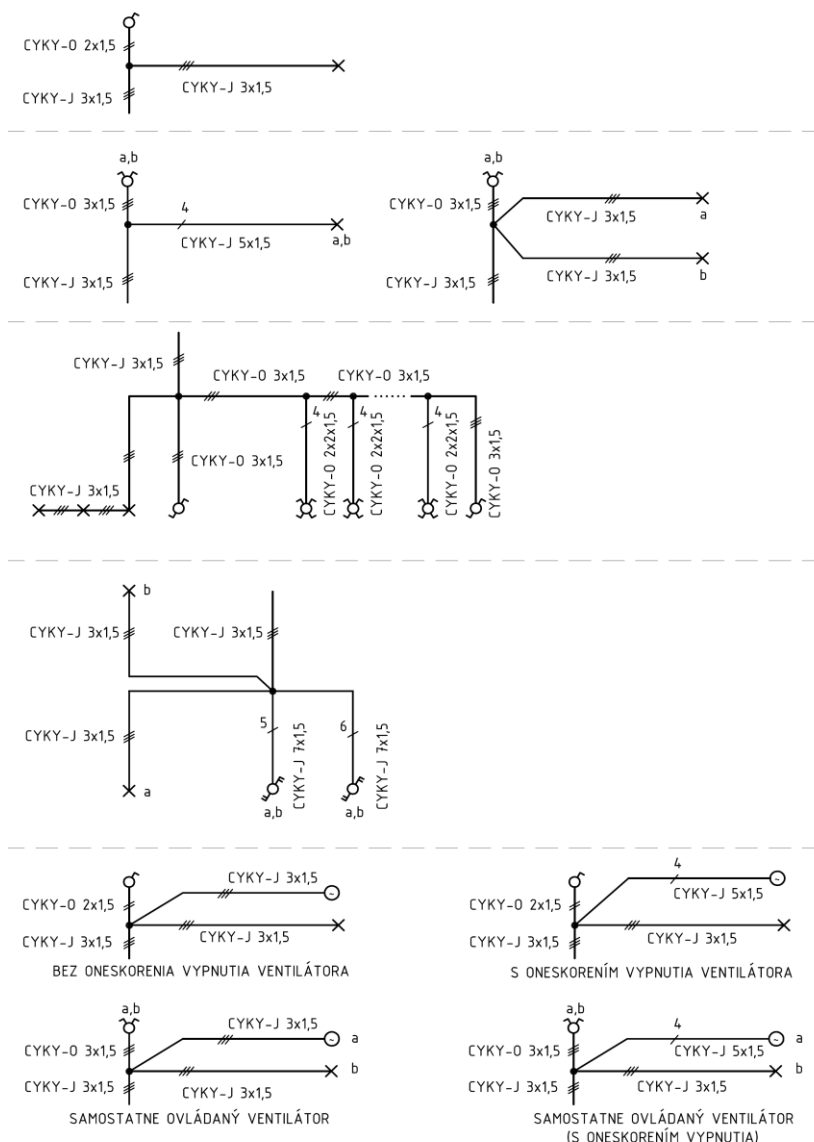 CYKY-O 2x1,5
CYKY-J 3x1,5
CYKY-J 3x1,5
a,b
CYKY-O 3x1,5
4
CYKY-J 5x1,5
a,b
CYKY-J 3x1,5
a,b
CYKY-O 3x1,5
CYKY-J 3x1,5
a
CYKY-J 3x1,5
CYKY-J 3x1,5
b
CYKY-J 3x1,5
CYKY-O 3x1,5
CYKY-O 3x1,5
4
CYKY-O 2x2x1,5
4
CYKY-O 2x2x1,5
4
CYKY-O 2x2x1,5
CYKY-O 3x1,5
CYKY-O 3x1,5
CYKY-J 3x1,5
b
CYKY-J 3x1,5
CYKY-J 3x1,5
CYKY-J 3x1,5
a
5
CYKY-J 7x1,5
a,b
6
CYKY-J 7x1,5
a,b
CYKY-J 3x1,5
~
CYKY-O 2x1,5
CYKY-J 3x1,5
CYKY-J 3x1,5
BEZ ONESKORENIA VYPNUTIA VENTILÁTORA
4
~
CYKY-J 5x1,5
CYKY-O 2x1,5
CYKY-J 3x1,5
CYKY-J 3x1,5
S ONESKORENÍM VYPNUTIA VENTILÁTORA
a,b
CYKY-J 3x1,5
~ a
CYKY-O 3x1,5
b
CYKY-J 3x1,5
CYKY-J 3x1,5
SAMOSTATNE OVLÁDANÝ VENTILÁTOR
a,b
4
~ a
CYKY-O 3x1,5
CYKY-J 5x1,5
b
CYKY-J 3x1,5
CYKY-J 3x1,5
SAMOSTATNE OVLÁDANÝ VENTILÁTOR
(S ONESKORENÍM VYPNUTIA)